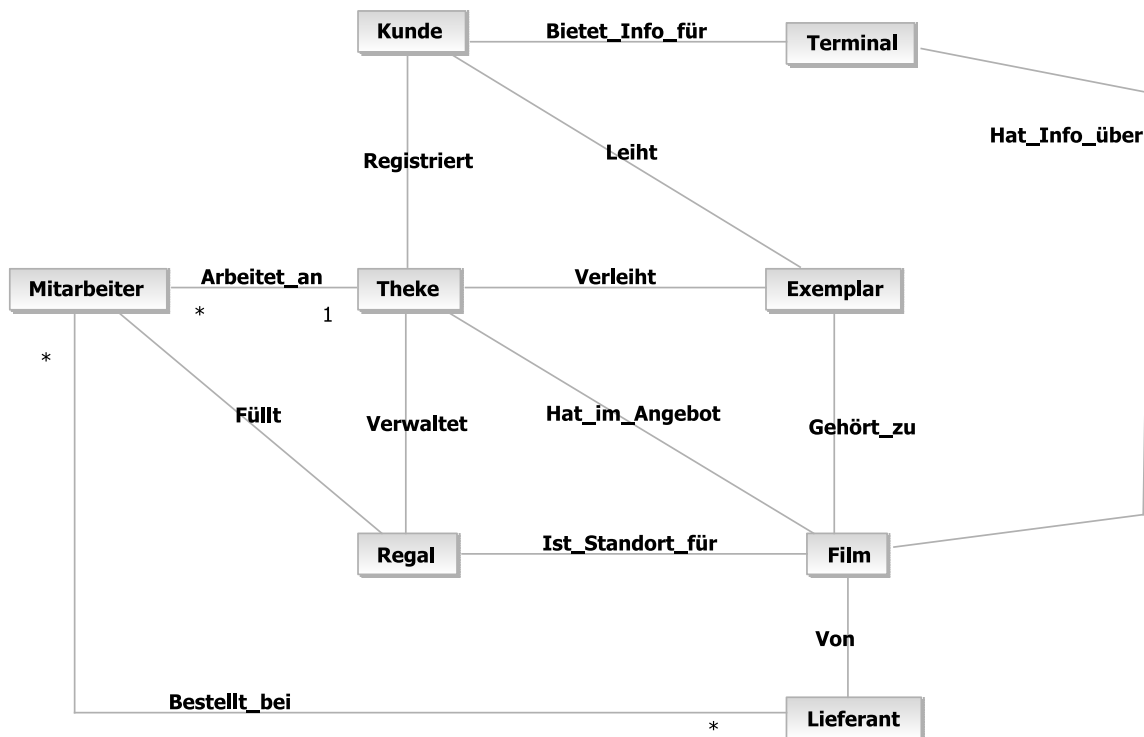 Kunde
Bietet_Info_für
Terminal
Hat_Info_über
Registriert
Leiht
Mitarbeiter
Arbeitet_an
Theke
Verleiht
Exemplar
*
1
*
Füllt
Verwaltet
Hat_im_Angebot
Gehört_zu
Regal
Ist_Standort_für
Film
Von
Bestellt_bei
*
Lieferant